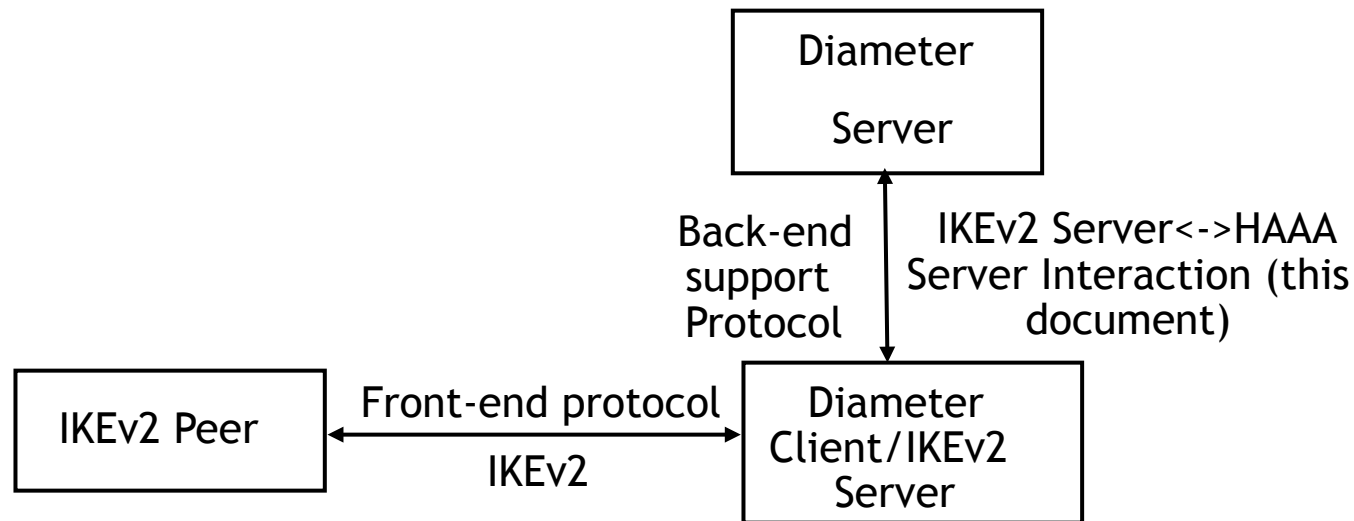 Diameter
Server
Back-end
support
Protocol
IKEv2 Server<->HAAA
Server Interaction (this
document)
IKEv2 Peer
Front-end protocol
IKEv2
Diameter
Client/IKEv2
Server